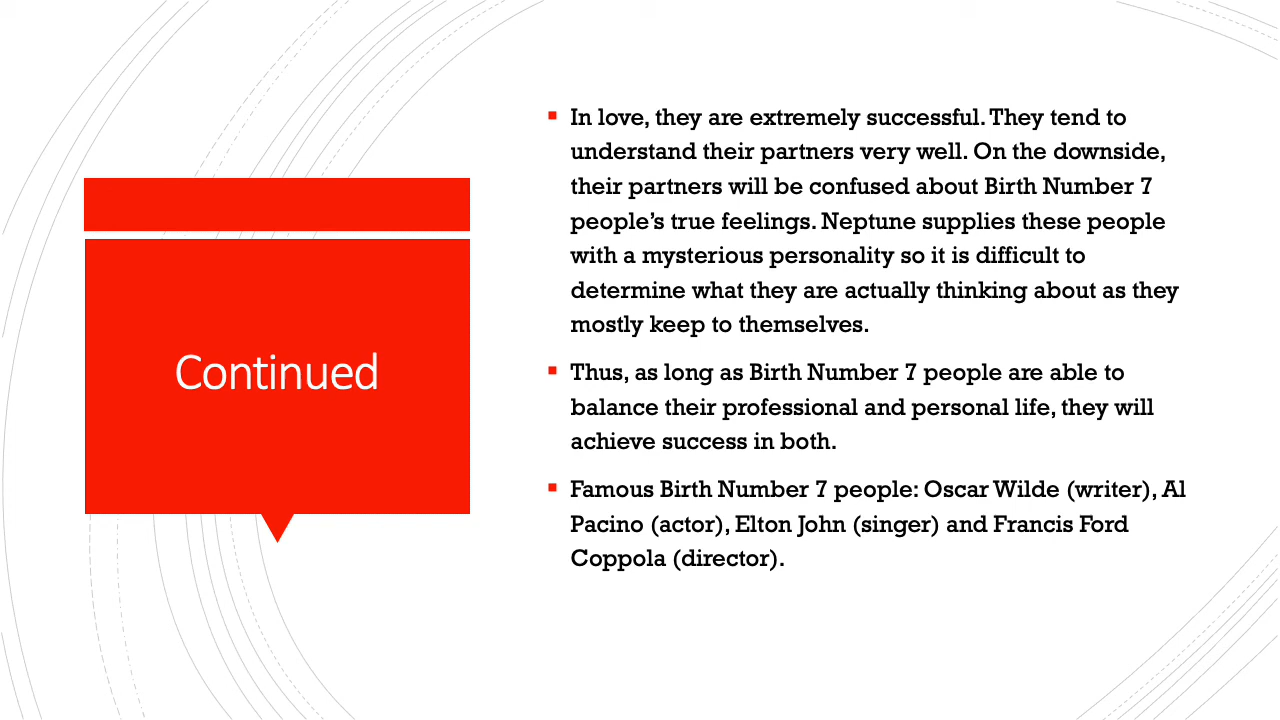 Continued
In love, they are extremely successful. They tend to
understand their partners very well. On the downside,
their partners will be confused about Birth Number 7
people’s true feelings. Neptune supplies these people
with a mysterious personality so it is difficult to
determine what they are actually thinking about as they
mostly keep to themselves.
Thus, as long as Birth Number 7 people are able to
balance their professional and personal life, they will
achieve success in both.
Famous Birth Number 7 people: Oscar Wilde (writer), Al
Pacino (actor), Elton John (singer) and Francis Ford
Coppola (director).